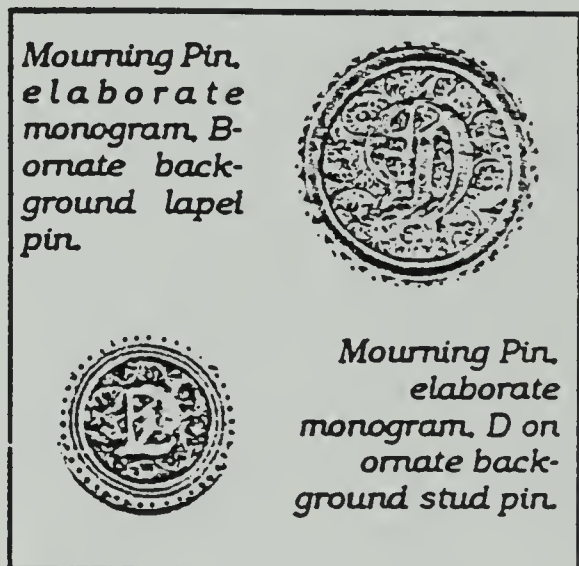 Mourning Pin,
elaborate
monogram, B-
ornate back-
ground lapel
pin.
Mourning Pin,
elaborate
monogram, D on
ornate back-
ground stud pin.